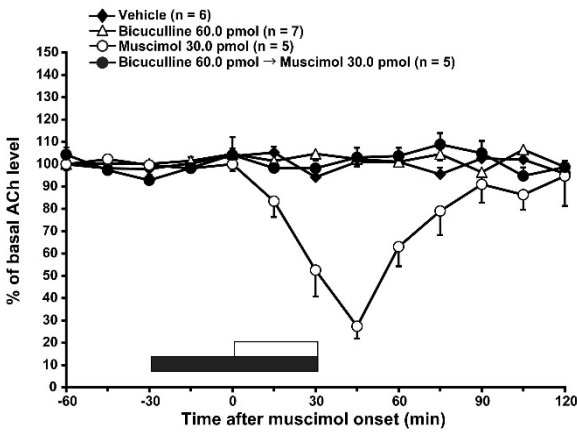 Vehicle (n = 6)
Bicuculline 60.0 pmol (n = 7)
Muscimol 30.0 pmol (n = 5)
Bicuculline 60.0 pmol → Muscimol 30.0 pmol (n = 5)
% of basal ACh level
150
140
130
120
110
100
90
80
70
60
50
40
30
20
10
0
-60 -30 0 30 60 90 120
Time after muscimol onset (min)